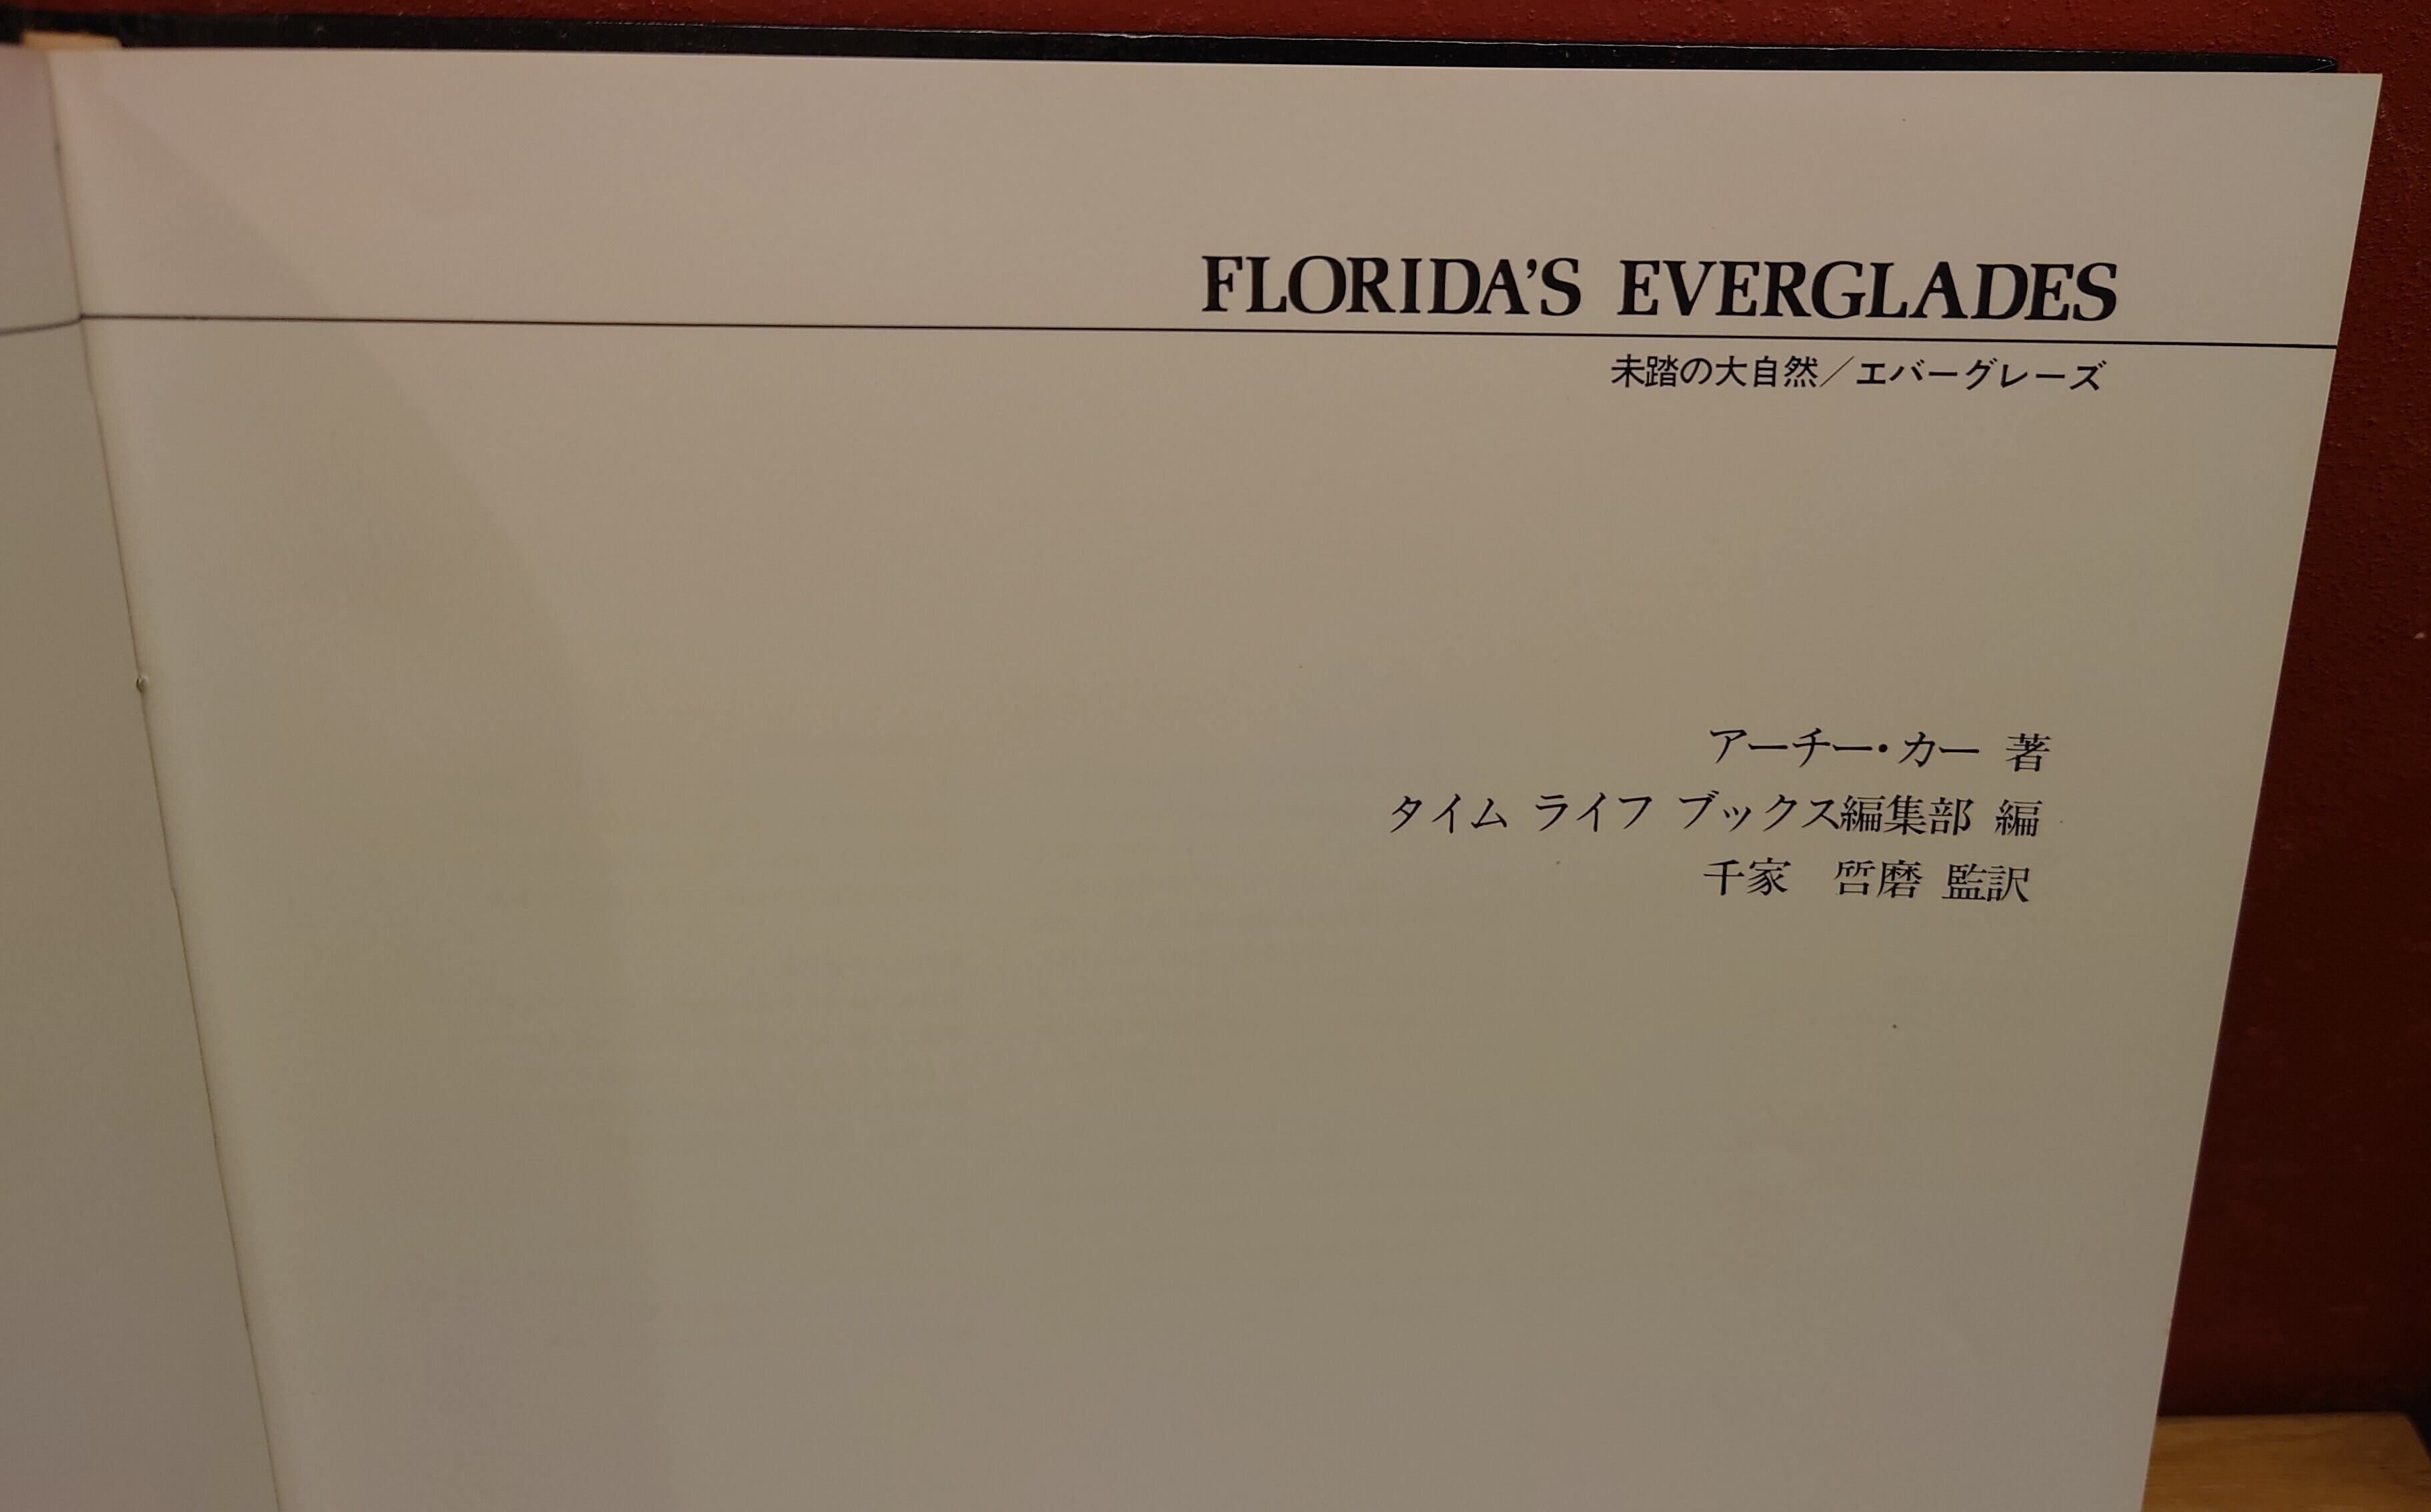 FLORIDA'S EVERGLADES
未踏の大自然／エバーグレーズ
アーチー・カー 著
タイム ライフ ブックス編集部 編
千家 哲磨 監訳